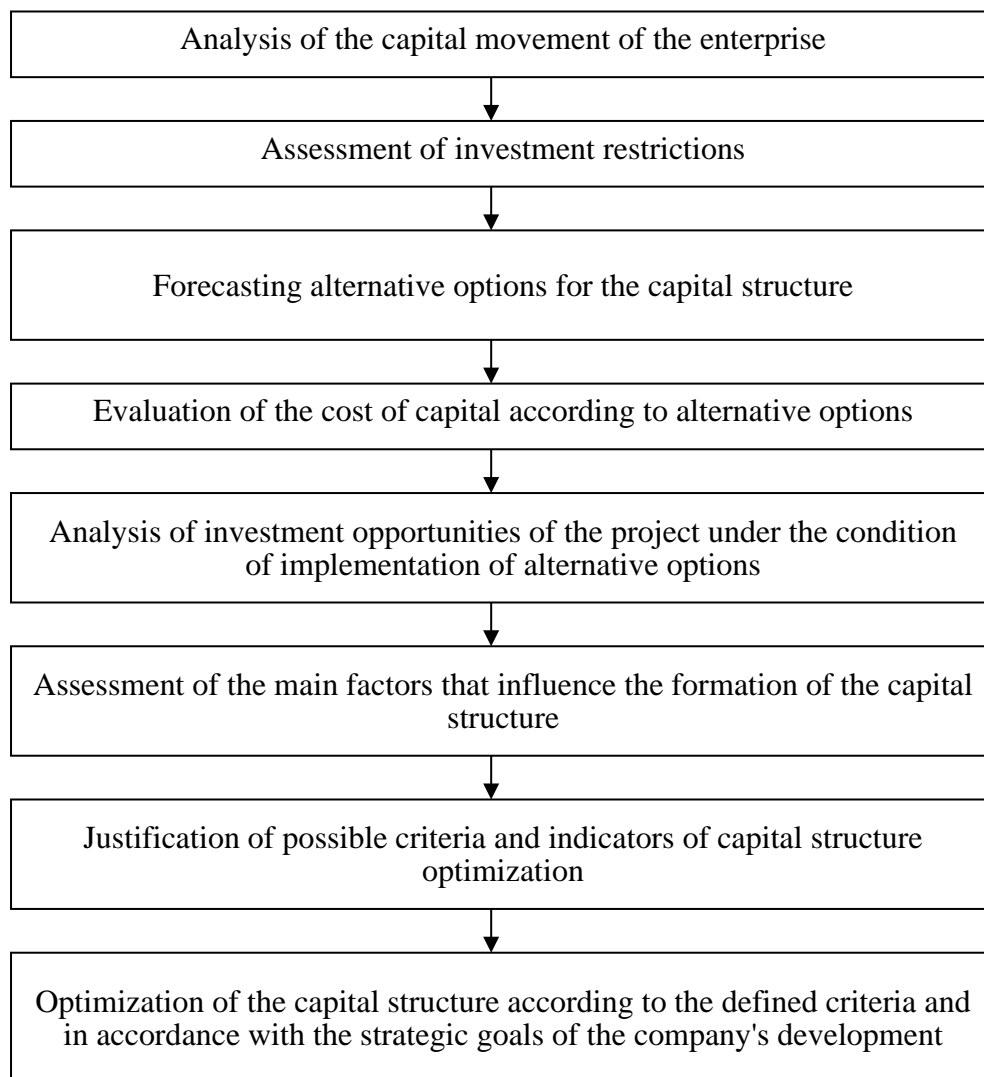 Analysis of the capital movement of the enterprise
Assessment of investment restrictions
Forecasting alternative options for the capital structure
Evaluation of the cost of capital according to alternative options
Analysis of investment opportunities of the project under the condition
of implementation of alternative options
Assessment of the main factors that influence the formation of the capital
structure
Justification of possible criteria and indicators of capital structure
optimization
Optimization of the capital structure according to the defined criteria and
in accordance with the strategic goals of the company's development